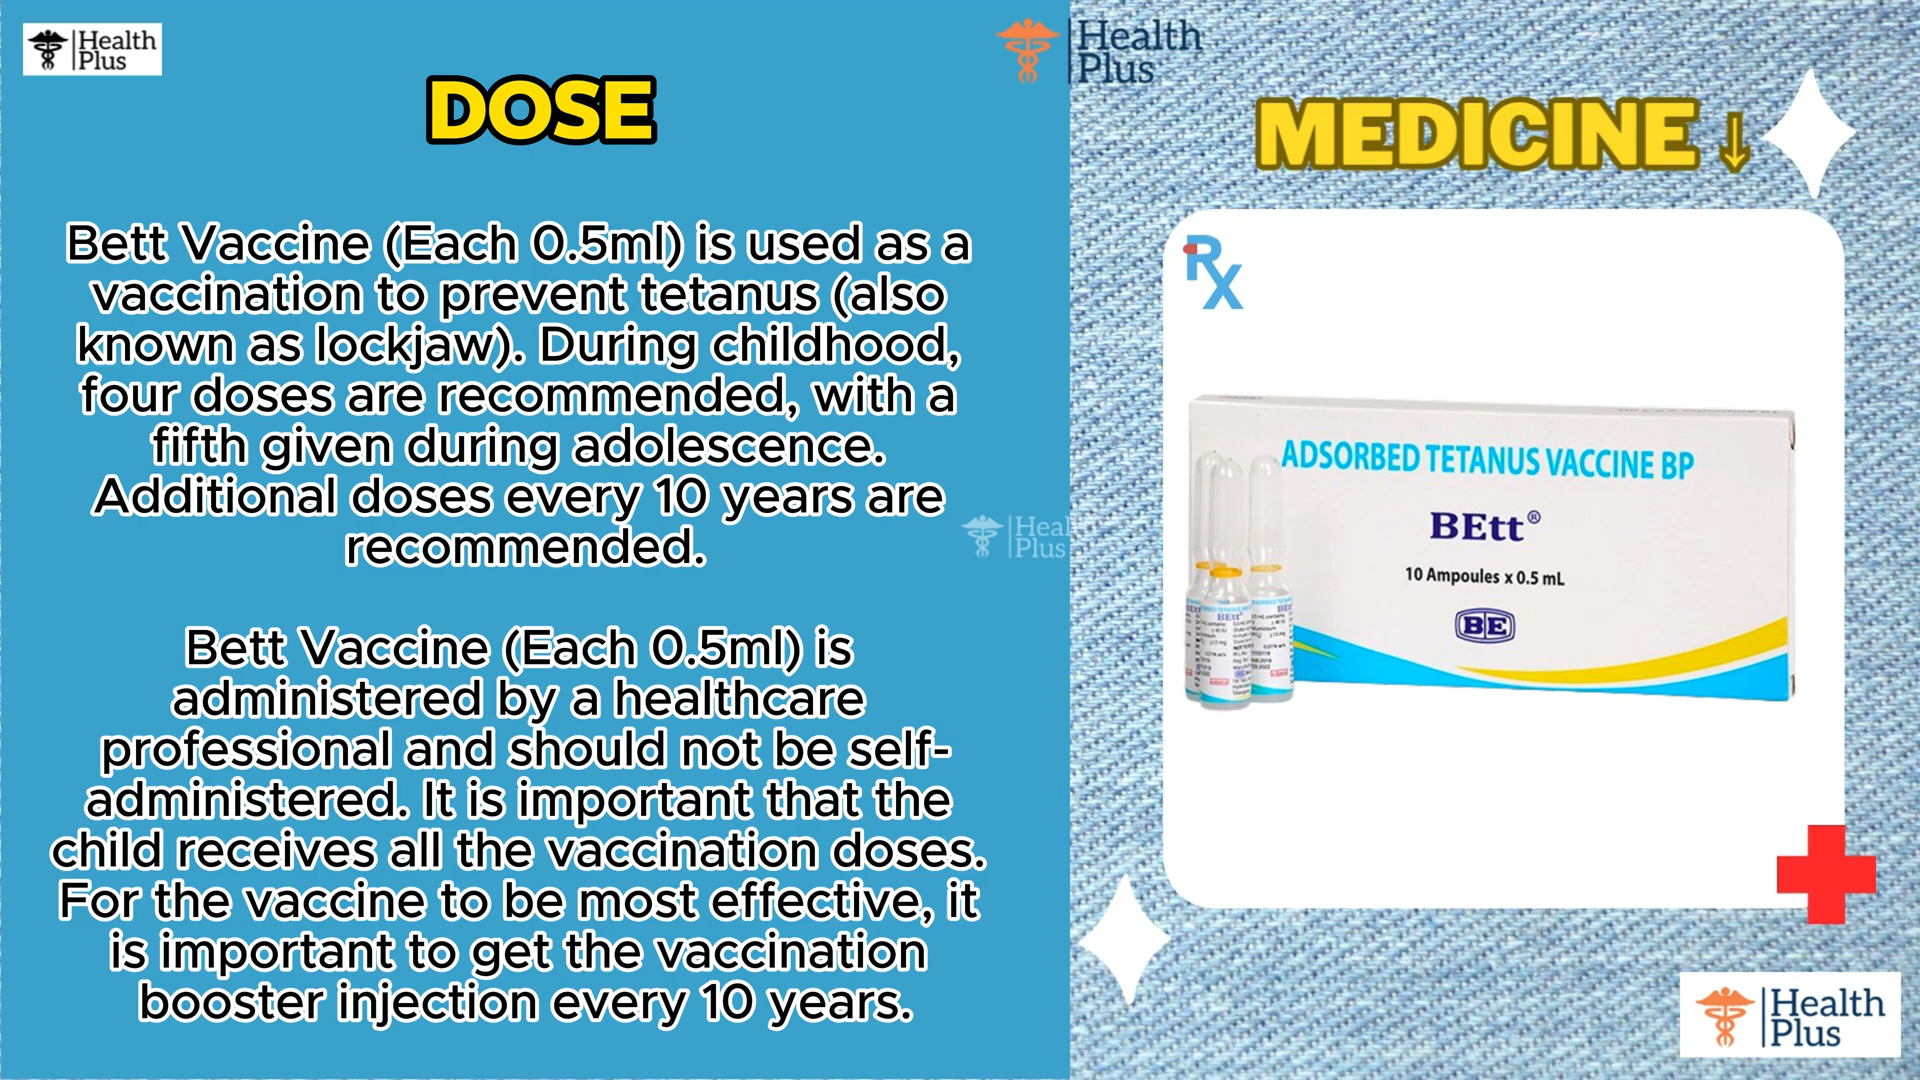 Health
Plus
Health
Plus
DOSE
MEDICINE ↓
Bett Vaccine (Each 0.5ml) is used as a
vaccination to prevent tetanus (also
known as lockjaw). During childhood,
four doses are recommended, with a
fifth given during adolescence.
Additional doses every 10 years are
recommended.
Bett Vaccine (Each 0.5ml) is
administered by a healthcare
professional and should not be self-
administered. It is important that the
child receives all the vaccination doses.
For the vaccine to be most effective, it
is important to get the vaccination
booster injection every 10 years.
Health
Plus
Rx
ADSORBED TETANUS VACCINE BP
BEtt®
10 Ampoules x 0.5 mL
BE
BEtt
Health
Plus